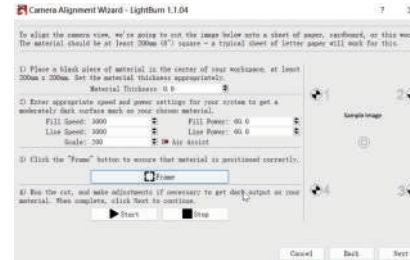 Camera Alignment Wizard - LightBurn 1.1.04
?
To align the camera view, we're going to cut the image below onto a sheet of paper, cardboard, or thin wood
The material should be at least 200mm (8") square - a typical sheet of letter paper will work for this.
1) Place a blank piece of material in the center of your workspace, at least
200mm x 200mm. Set the material thickness appropriately.
Material Thickness: 0.0
2) Enter appropriate speed and power settings for your system to get a
moderately dark surface mark on your chosen material.
Fill Speed: 3000
Fill Power: 60.0
Line Speed: 3000
Line Power: 60.0
Scale: 200
Air Assist
3) Click the "Frame" button to ensure that material is positioned correctly.
Frame
4) Run the cut, and make adjustments if necessary to get dark output on your
material. When complete, click Next to continue.
Start
Stop
1
2
Sample Image
4
3
Cancel
Back
Next